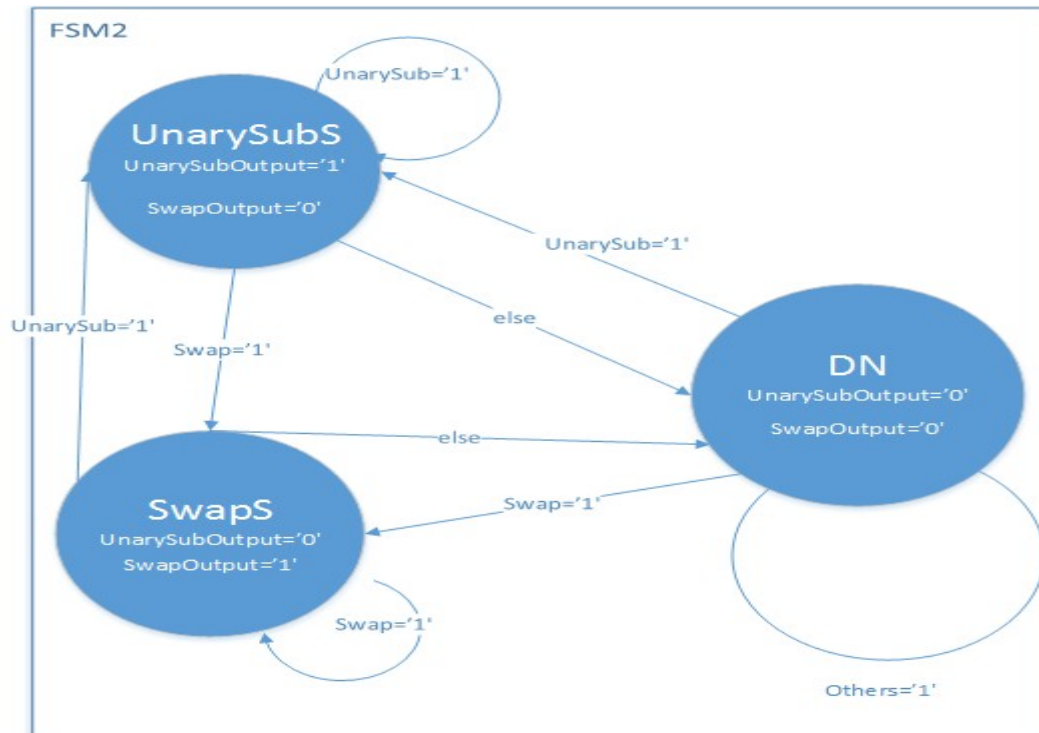 FSM2
UnarySub='1'
UnarySubS
UnarySubOutput='1'
SwapOutput='0'
UnarySub='1'
else
UnarySub='1'
Swap='1'
DN
UnarySubOutput='0'
SwapOutput='0'
else
Swap='1'
SwapS
UnarySubOutput='0'
SwapOutput='1'
Swap='1'
Others='1'